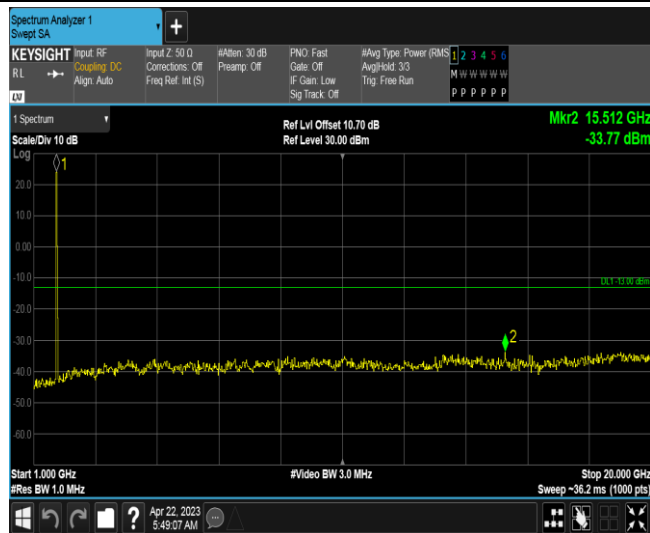 Spectrum Analyzer 1
Swept SA
KEYSIGHT
RL
LXI
Input: RF
Coupling: DC
Align: Auto
Input Z: 50 Ω
Corrections: Off
Freq Ref: Int (S)
#Atten: 30 dB
Preamp: Off
PNO: Fast
Gate: Off
IF Gain: Low
Sig Track: Off
#Avg Type: Power (RMS
Avg|Hold: 3/3
Trig: Free Run
1 2 3 4 5 6
M W W W W W
P P P P P P
1 Spectrum
Scale/Div 10 dB
Log
Ref Lvl Offset 10.70 dB
Ref Level 30.00 dBm
Mkr2 15.512 GHz
-33.77 dBm
1
20.0
10.0
0.00
-10.0
DL1 -13.00 dBm
-20.0
-30.0
2
-40.0
-50.0
-60.0
Start 1.000 GHz
#Res BW 1.0 MHz
#Video BW 3.0 MHz
Stop 20.000 GHz
Sweep ~36.2 ms (1000 pts)
?
Apr 22, 2023
5:49:07 AM